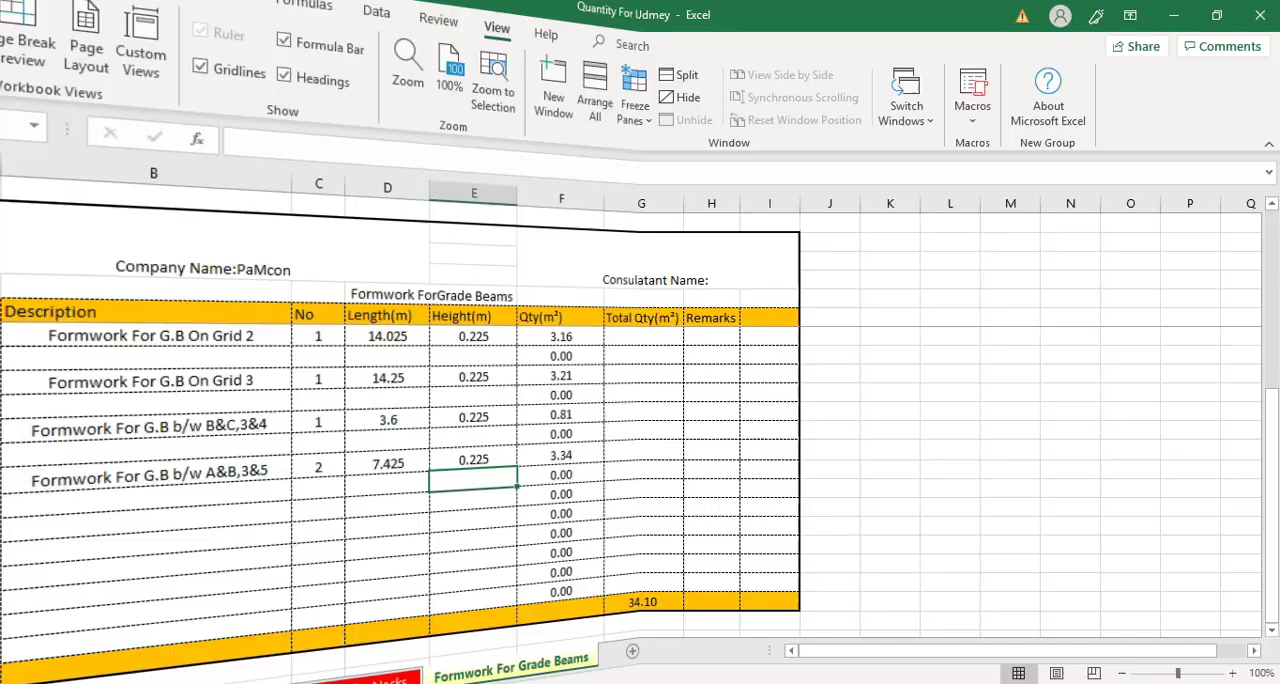 Quantity For Udmey - Excel
Data Review View Help Search
Share Comments
Page Layout
Custom Views
Workbook Views
Ruler
Formula Bar
Gridlines
Headings
Show
Zoom
100%
Zoom to Selection
Zoom
New Window
Arrange All
Freeze Panes
Split
Hide
Unhide
View Side by Side
Synchronous Scrolling
Reset Window Position
Window
Switch Windows
Macros
Macros
About Microsoft Excel
New Group
fx
B C D E F G H I J K L M N O P Q
Company Name:PaMcon
Consulatant Name:
Formwork ForGrade Beams
Description No Length(m) Height(m) Qty(m²) Total Qty(m²) Remarks
Formwork For G.B On Grid 2 1 14.025 0.225 3.16
0.00
Formwork For G.B On Grid 3 1 14.25 0.225 3.21
0.00
Formwork For G.B b/w B&C,3&4 1 3.6 0.225 0.81
0.00
Formwork For G.B b/w A&B,3&5 2 7.425 0.225 3.34
0.00
0.00
0.00
0.00
0.00
0.00
0.00
34.10
Formwork For Grade Beams
100%